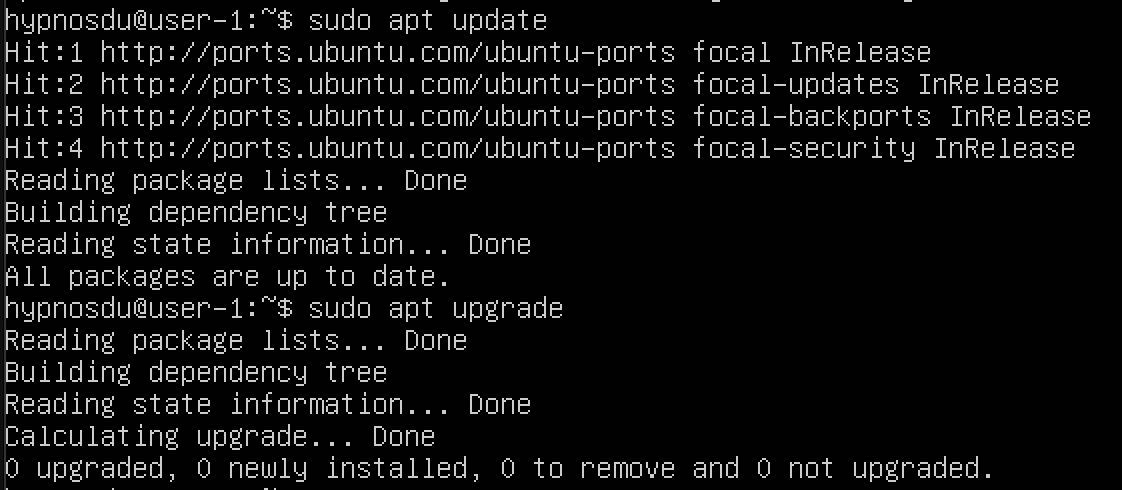 hypnosdu@user-1:~$ sudo apt update
Hit:1 http://ports.ubuntu.com/ubuntu-ports focal InRelease
Hit:2 http://ports.ubuntu.com/ubuntu-ports focal-updates InRelease
Hit:3 http://ports.ubuntu.com/ubuntu-ports focal-backports InRelease
Hit:4 http://ports.ubuntu.com/ubuntu-ports focal-security InRelease
Reading package lists... Done
Building dependency tree
Reading state information... Done
All packages are up to date.
hypnosdu@user-1:~$ sudo apt upgrade
Reading package lists... Done
Building dependency tree
Reading state information... Done
Calculating upgrade... Done
0 upgraded, 0 newly installed, 0 to remove and 0 not upgraded.